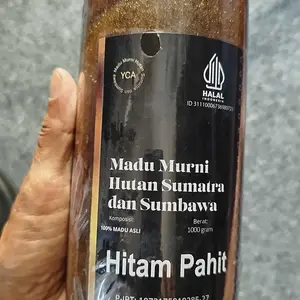 YCA
HALAL
INDONESIA
Madu Murni
Hutan Sumatra
dan Sumbawa
Komposisi:
100% MADU ASLI
Berat:
1000 gram
Hitam Pahit